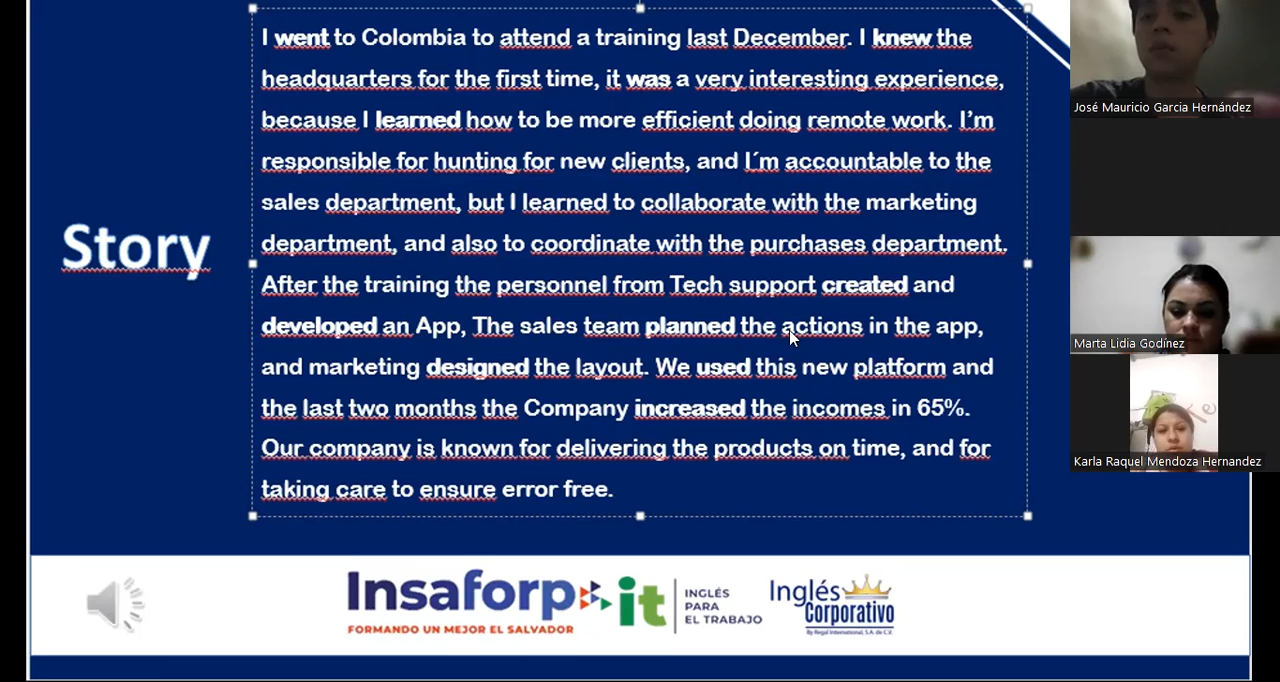 Story
I went to Colombia to attend a training last December. I knew the
headquarters for the first time, it was a very interesting experience,
because I learned how to be more efficient doing remote work. I'm
responsible for hunting for new clients, and I´m accountable to the
sales department, but I learned to collaborate with the marketing
department, and also to coordinate with the purchases department.
After the training the personnel from Tech support created and
developed an App, The sales team planned the actions in the app,
and marketing designed the layout. We used this new platform and
the last two months the Company increased the incomes in 65%.
Our company is known for delivering the products on time, and for
taking care to ensure error free.
José Mauricio Garcia Hernández
Marta Lidia Godínez
Karla Raquel Mendoza Hernandez
Insaforp
FORMANDO UN MEJOR EL SALVADOR
it
INGLÉS
PARA
EL TRABAJO
Inglés
Corporativo
By Regal International, S.A. de C.V.